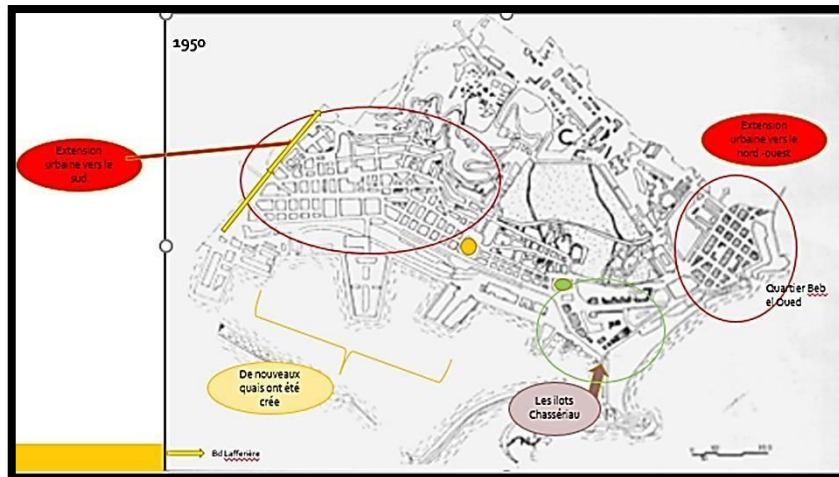 1950
Extension
urbaine vers le
sud
Extension
urbaine vers le
nord -ouest
Quartier Beb
el Oued
De nouveaux
quais ont été
crée
Les ilots
Chassériau
Bd Lafferière